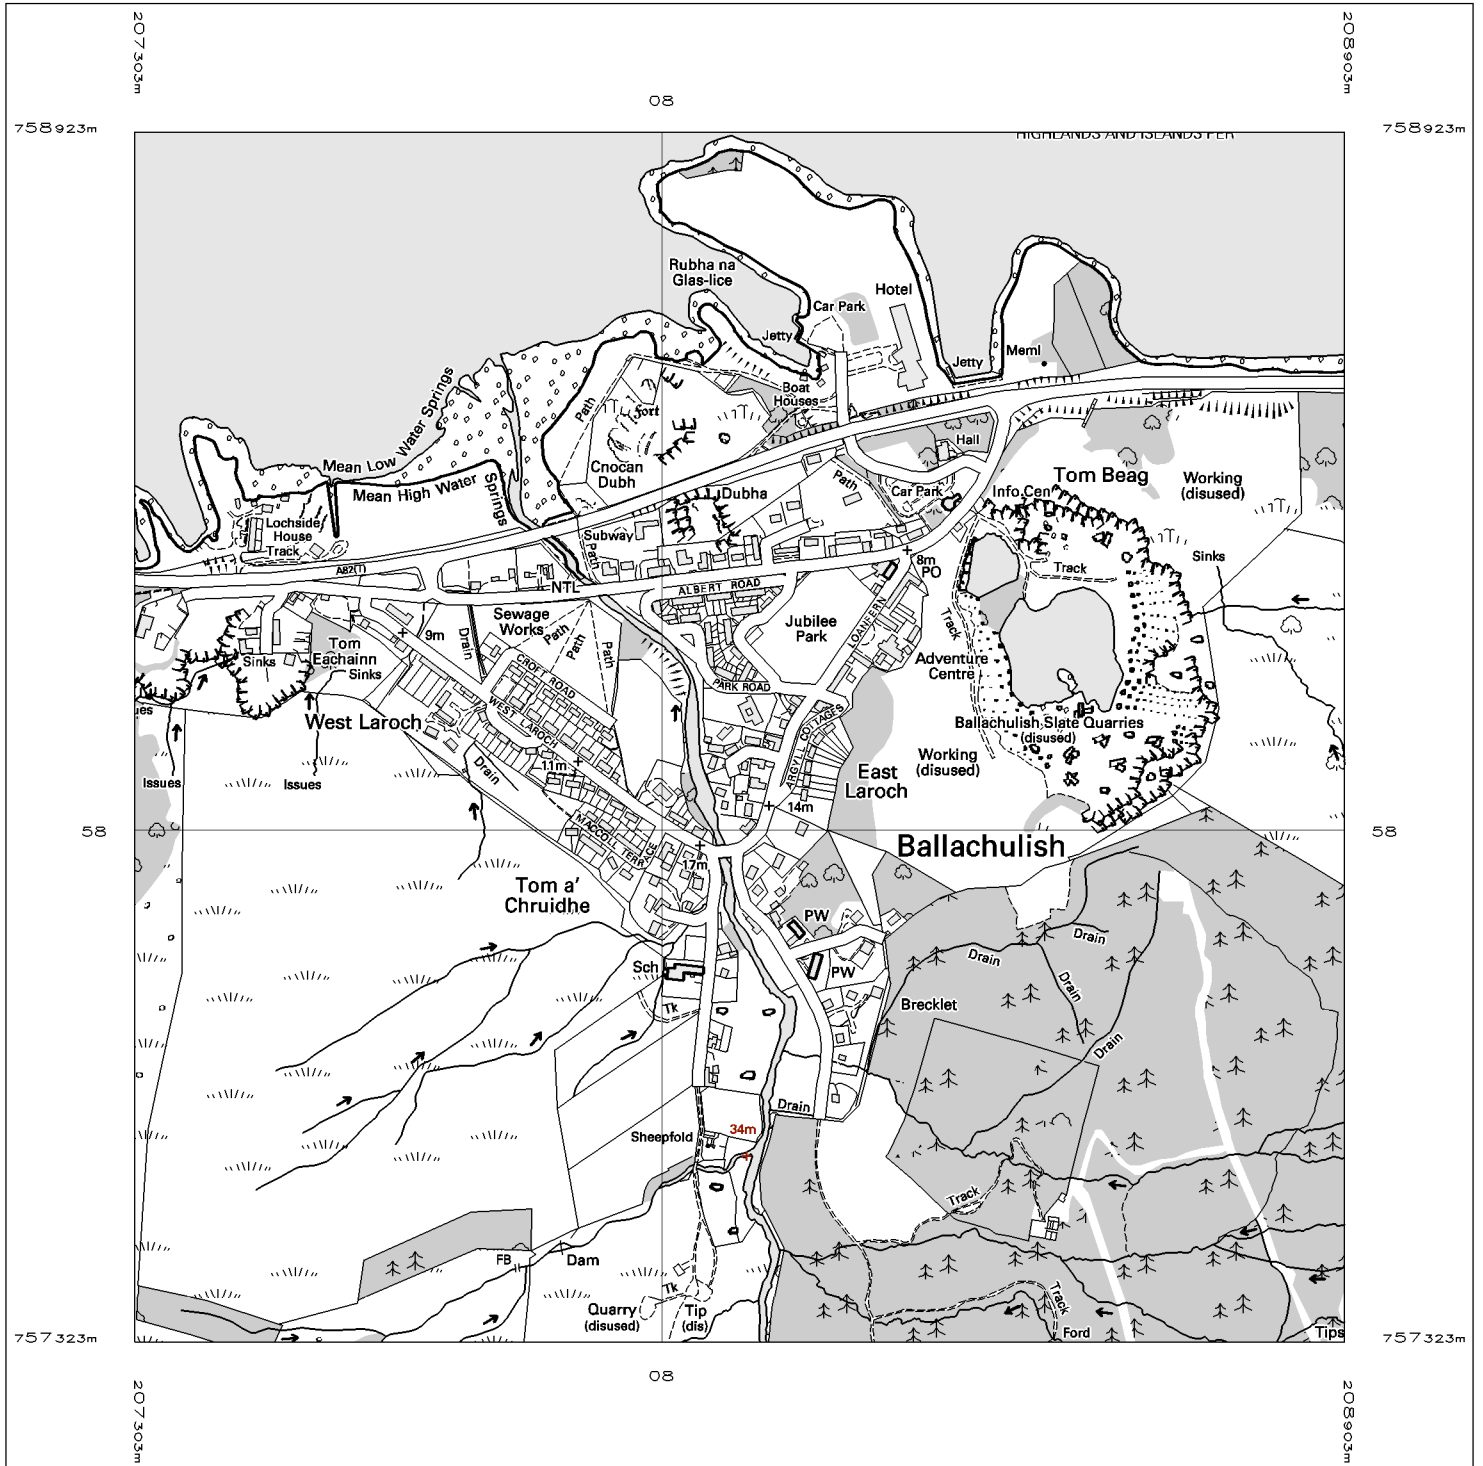 207303m
208903m
08
758923m
758923m
HIGHLANDS AND ISLANDS PER
Rubha na
Glas-lice
Hotel
Car Park
Jetty
Jetty
Meml
Boat
Houses
Path
fort
Mean Low Water Springs
Mean High Water Springs
Cnocan
Dubh
Hall
Path
Tom Beag
Working
(disused)
Car Park
Info Cen
Dubha
Lochside
House
Track
Subway
Path
A82(T)
8m
PO
Track
Sinks
NTL
ALBERT ROAD
Sewage
Works
Jubilee
Park
LOANFERN
Track
9m
Drain
Path
Path
Path
Tom
Eachainn
Sinks
Sinks
CROFT ROAD
PARK ROAD
Adventure
Centre
ues
West Laroch
WEST LAROCH
ARGYLL COTTAGES
Ballachulish Slate Quarries
(disused)
Working
(disused)
Issues
Issues
Drain
11m
East
Laroch
14m
58
58
MACCOLL TERRACE
17m
Ballachulish
Tom a'
Chruidhe
PW
Drain
Drain
Sch
PW
Drain
Tk
Brecklet
Drain
Drain
34m
Sheepfold
Track
FB
Dam
Tk
Quarry
(disused)
Tip
(dis)
Track
Ford
Tips
757323m
757323m
08
207303m
208903m